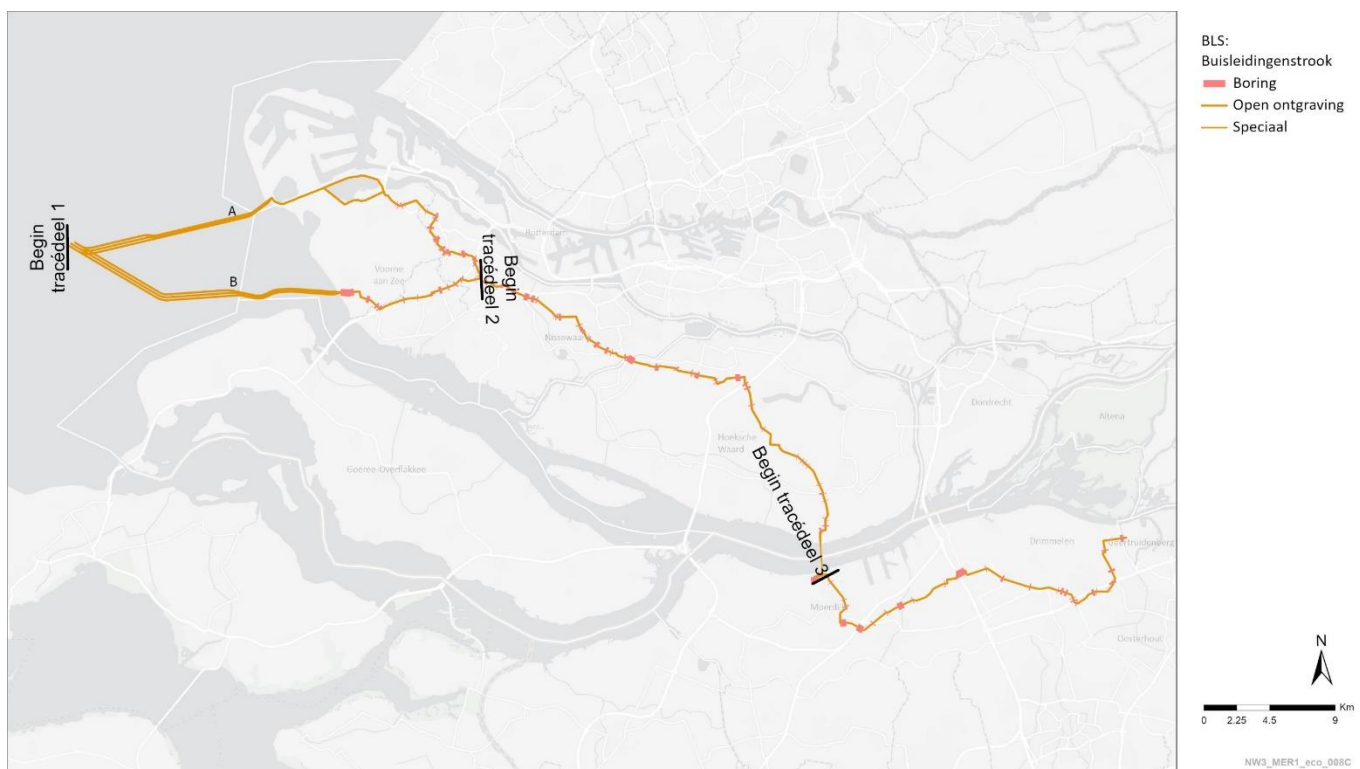 BLS:
Buisleidingenstrook
Boring
Open ontgraving
Speciaal
A
B
Begin
tracédeel 1
Begin
tracédeel 2
Begin tracédeel 3
Rotterdam
Voorne
aan Zee
Nissewaard
Hoeksche
Waard
Dordrecht
Altena
Goeree-Overflakkee
Drimmelen
Geertruidenberg
Moerdijk
Oosterhout
N
Km
0 2.25 4.5 9
NW3_MER1_eco_008C